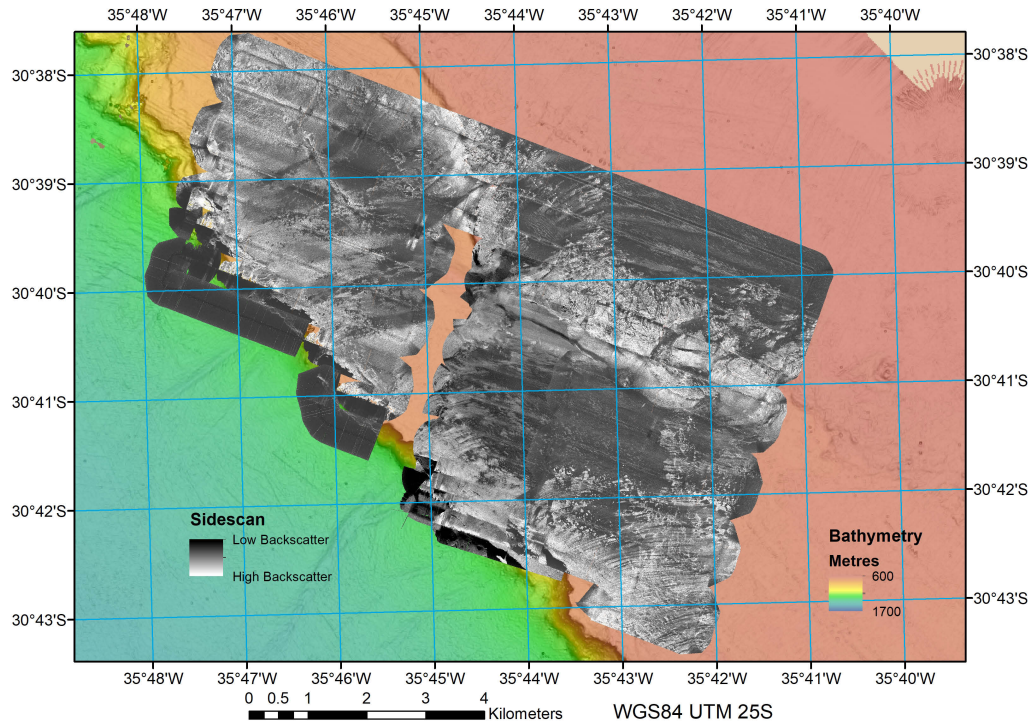 35°48'W 35°47'W 35°46'W 35°45'W 35°44'W 35°43'W 35°42'W 35°41'W 35°40'W
30°38'S 30°38'S
30°39'S 30°39'S
30°40'S 30°40'S
30°41'S 30°41'S
30°42'S 30°42'S
Sidescan
Low Backscatter
High Backscatter
Bathymetry
Metres
600
1700
30°43'S 30°43'S
35°48'W 35°47'W 35°46'W 35°45'W 35°44'W 35°43'W 35°42'W 35°41'W 35°40'W
0 0.5 1 2 3 4
Kilometers
WGS84 UTM 25S